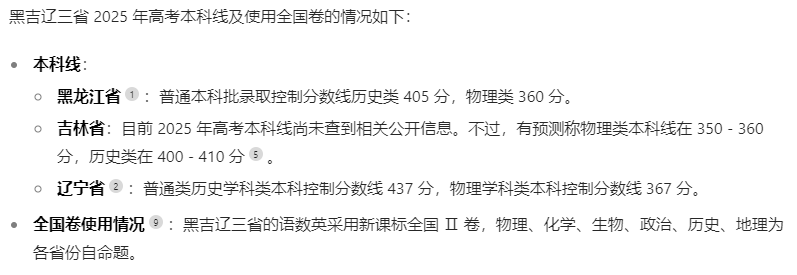 黑吉辽三省 2025 年高考本科线及使用全国卷的情况如下：
本科线：
黑龙江省 1 ：普通本科批录取控制分数线历史类 405 分，物理类 360 分。
吉林省：目前 2025 年高考本科线尚未查到相关公开信息。不过，有预测称物理类本科线在 350 - 360
分，历史类在 400 - 410 分 5 。
辽宁省 2 ：普通类历史学科类本科控制分数线 437 分，物理学科类本科控制分数线 367 分。
全国卷使用情况 9 ：黑吉辽三省的语数英采用新课标全国 Ⅱ 卷，物理、化学、生物、政治、历史、地理为
各省份自命题。